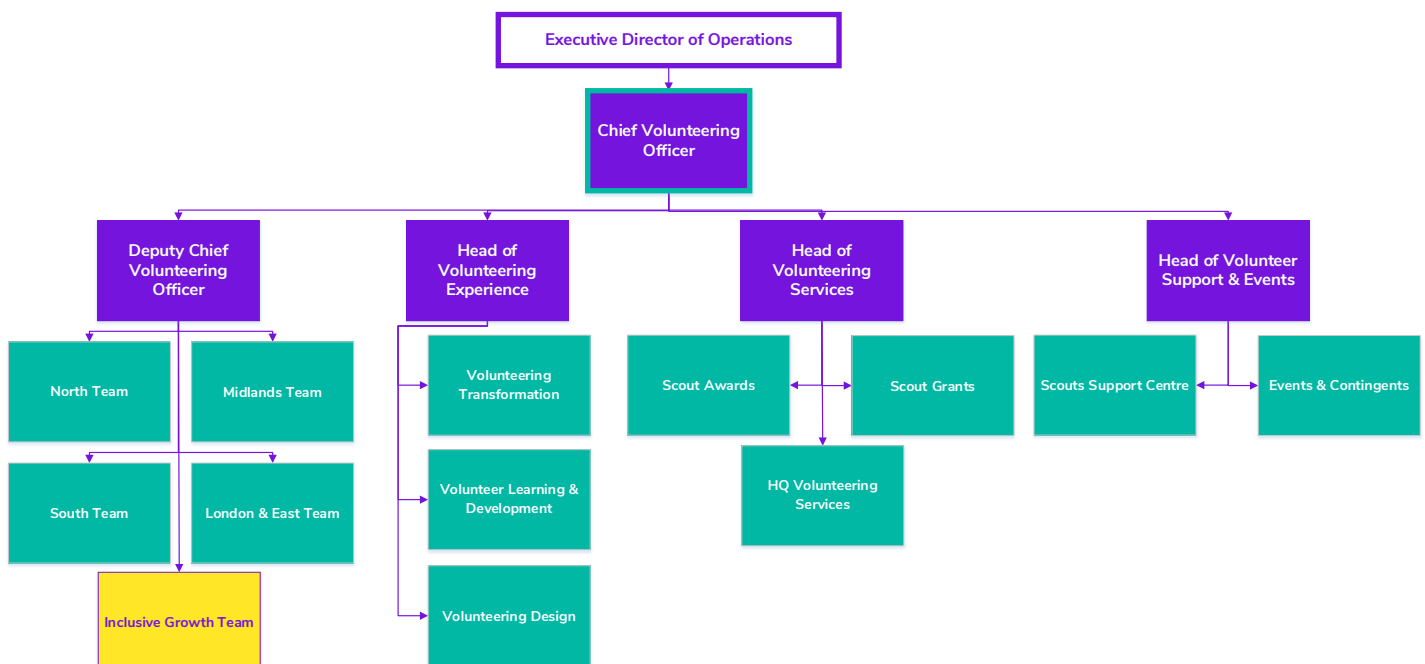 Executive Director of Operations
Chief Volunteering
Officer
Deputy Chief
Volunteering
Officer
Head of
Volunteering
Experience
Head of
Volunteering
Services
Head of Volunteer
Support & Events
North Team
Midlands Team
South Team
London & East Team
Inclusive Growth Team
Volunteering
Transformation
Volunteer Learning &
Development
Volunteering Design
Scout Awards
Scout Grants
HQ Volunteering
Services
Scouts Support Centre
Events & Contingents